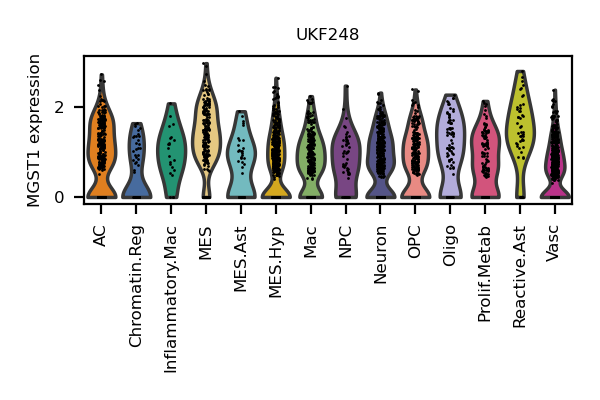 UKF248
MGST1 expression
2
0
AC
Chromatin.Reg
Inflammatory.Mac
MES
MES.Ast
MES.Hyp
Mac
NPC
Neuron
OPC
Oligo
Prolif.Metab
Reactive.Ast
Vasc